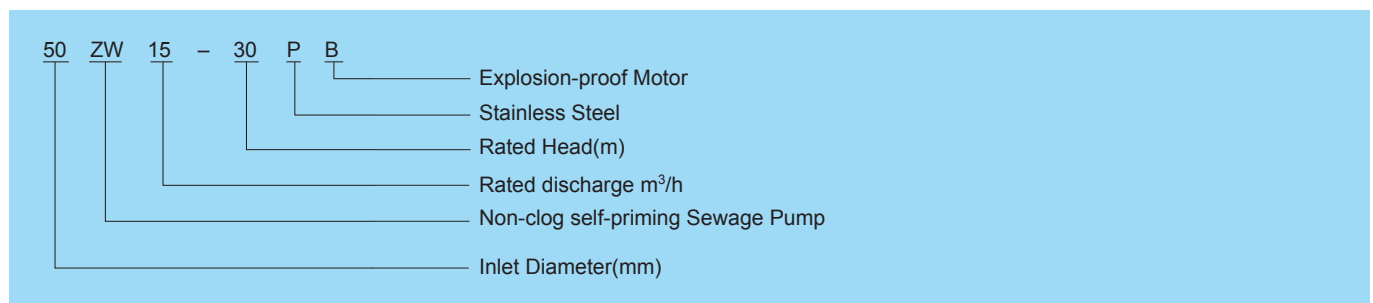 50 ZW 15 – 30 P B
Explosion-proof Motor
Stainless Steel
Rated Head(m)
Rated discharge m³/h
Non-clog self-priming Sewage Pump
Inlet Diameter(mm)